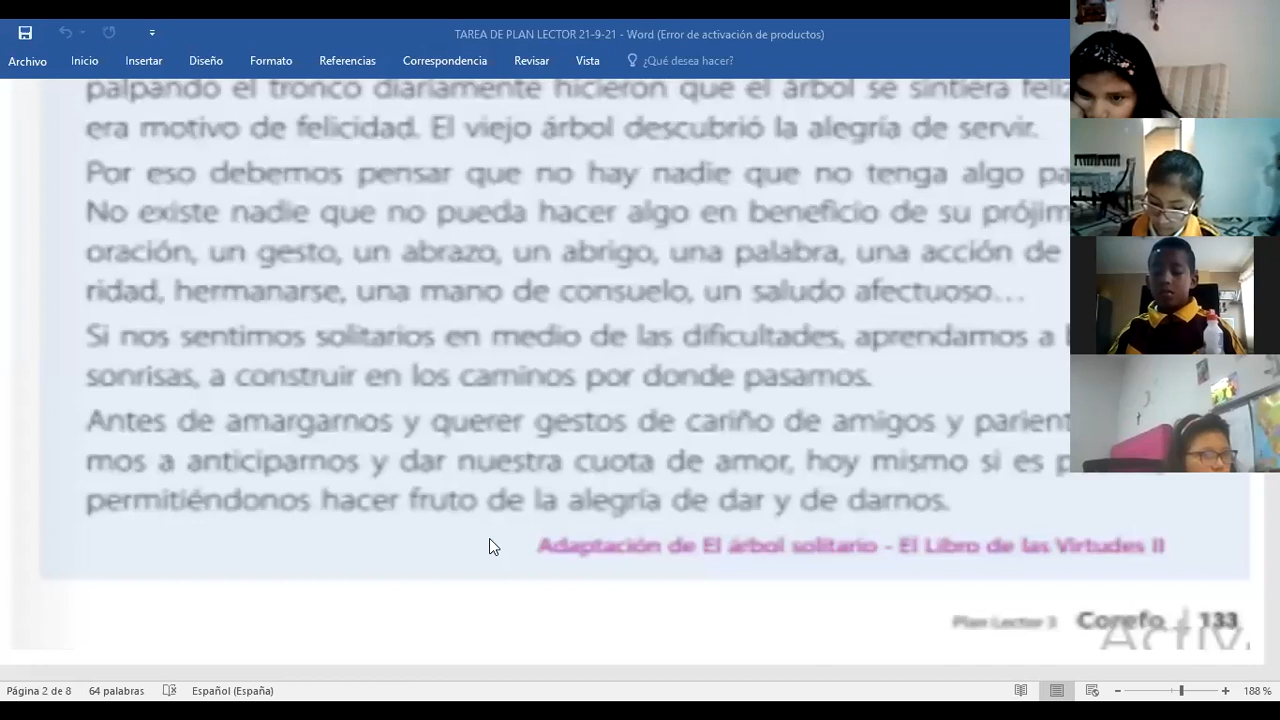 TAREA DE PLAN LECTOR 21-9-21 - Word (Error de activación de productos)
Archivo Inicio Insertar Diseño Formato Referencias Correspondencia Revisar Vista ¿Qué desea hacer?
palpando el tronco diariamente hicieron que el árbol se sintiera feliz
era motivo de felicidad. El viejo árbol descubrió la alegría de servir.
Por eso debemos pensar que no hay nadie que no tenga algo pa
No existe nadie que no pueda hacer algo en beneficio de su prójim
oración, un gesto, un abrazo, un abrigo, una palabra, una acción de
ridad, hermanarse, una mano de consuelo, un saludo afectuoso...
Si nos sentimos solitarios en medio de las dificultades, aprendamos a
sonrisas, a construir en los caminos por donde pasamos.
Antes de amargarnos y querer gestos de cariño de amigos y parient
mos a anticiparnos y dar nuestra cuota de amor, hoy mismo si es p
permitiéndonos hacer fruto de la alegría de dar y de darnos.
Adaptación de El árbol solitario - El Libro de las Virtudes II
Plan Lector 3 Corefo 133
Activ
Página 2 de 8 64 palabras Español (España) 188 %